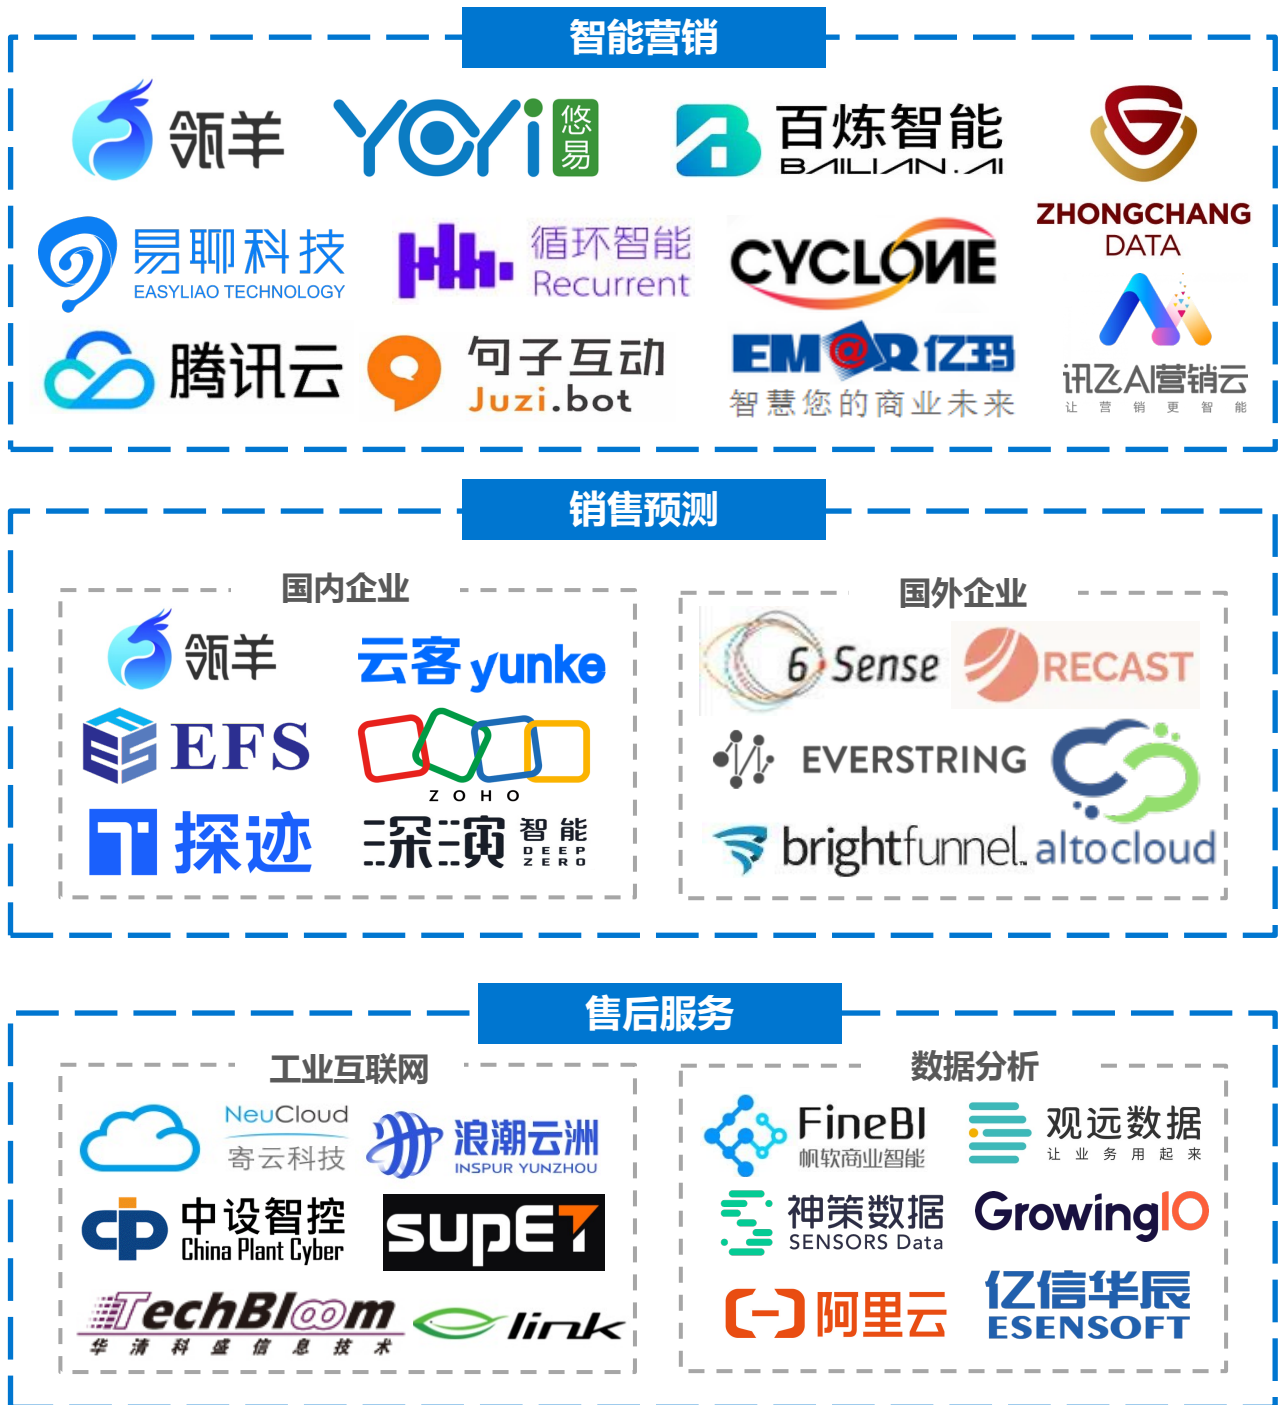 智能营销
瓴羊
YOYi 悠易
百炼智能
BAILIAN.AI
ZHONGCHANG
DATA
易聊科技
EASYLIAO TECHNOLOGY
循环智能
Recurrent
CYCLONE
腾讯云
句子互动
Juzi.bot
EM@R亿玛
智慧您的商业未来
讯飞AI营销云
让营销更智能
销售预测
国内企业
瓴羊
云客 yunke
EFS
ZOHO
探迹
深演智能
DEEP
ZERO
国外企业
6 Sense
RECAST
EVERSTRING
brightfunnel™
altocloud
售后服务
工业互联网
NeuCloud
寄云科技
浪潮云洲
INSPUR YUNZHOU
中设智控
China Plant Cyber
supET
TechBloom
华清科盛信息技术
link
数据分析
FineBI
帆软商业智能
观远数据
让业务用起来
神策数据
SENSORS Data
GrowingIO
阿里云
亿信华辰
ESENSOFT